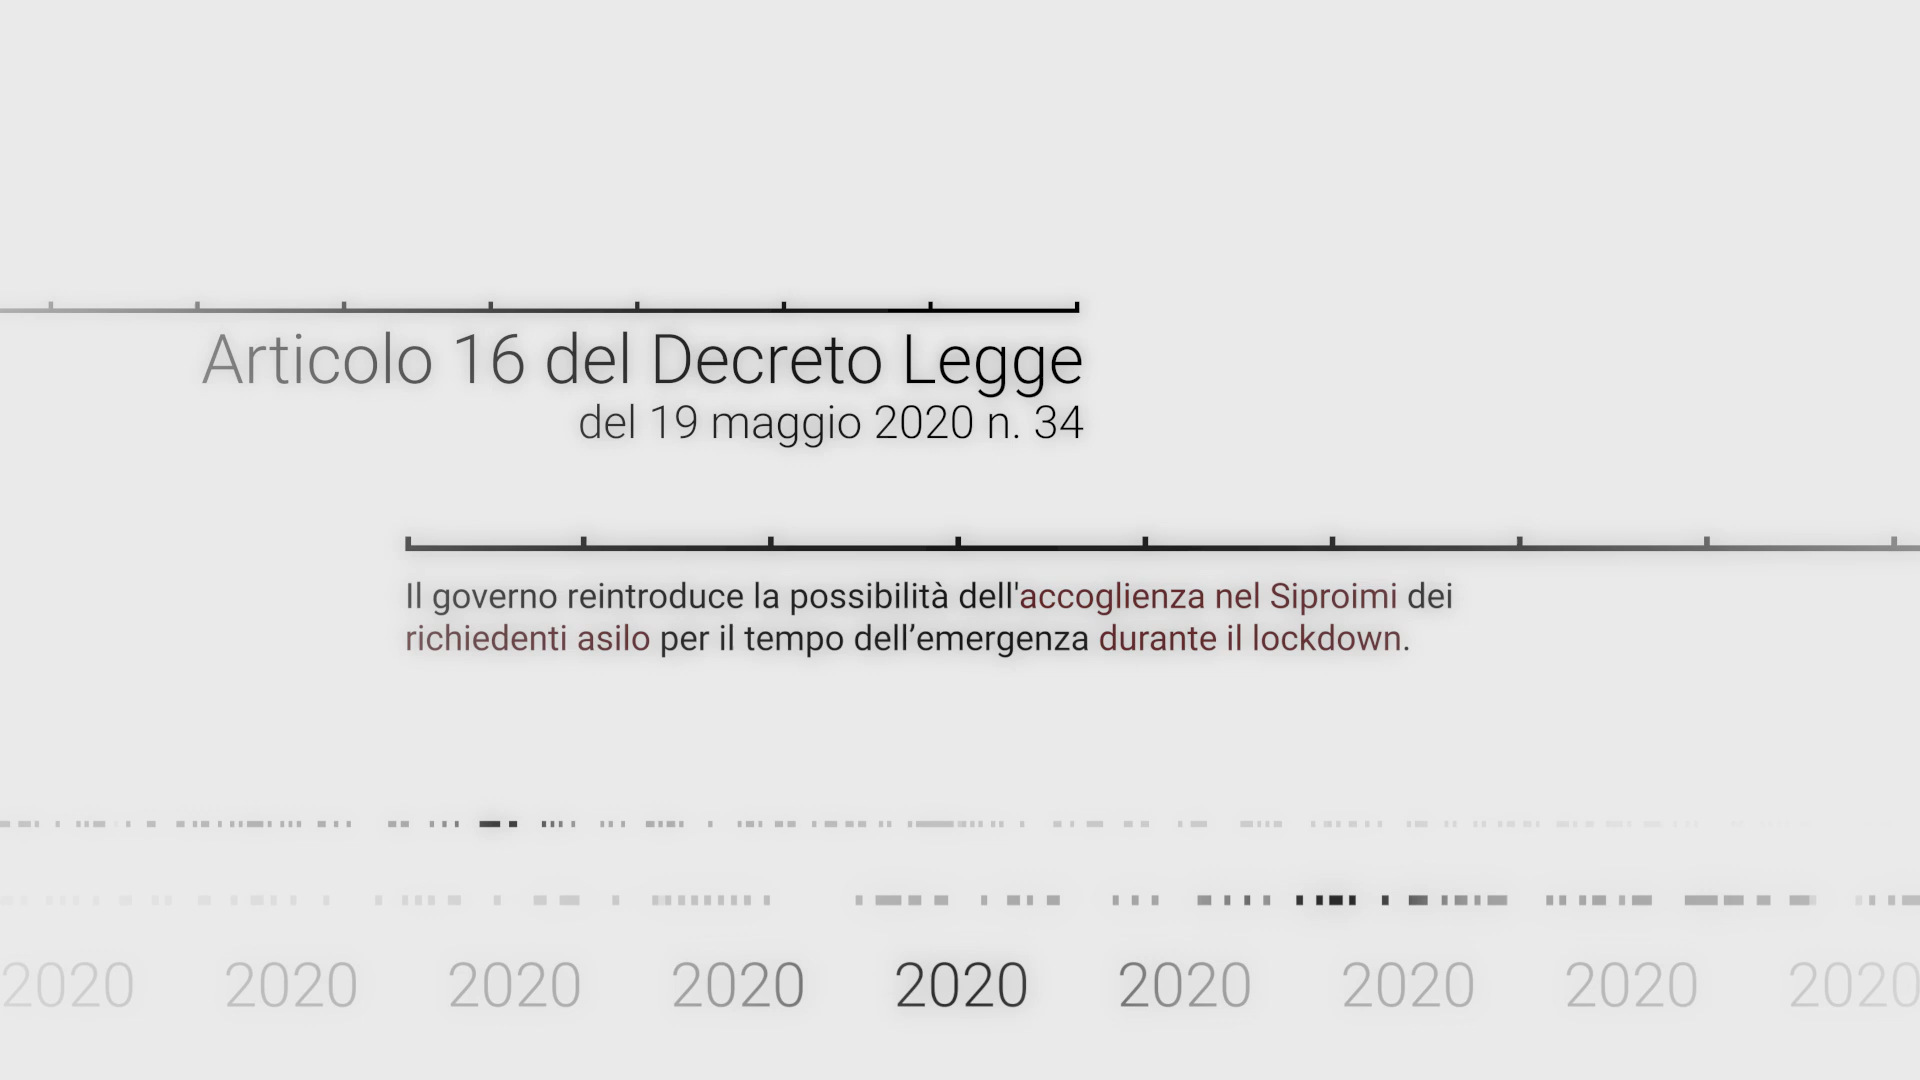 Articolo 16 del Decreto Legge
del 19 maggio 2020 n. 34
Il governo reintroduce la possibilità dell'accoglienza nel Siproimi dei
richiedenti asilo per il tempo dell’emergenza durante il lockdown.
2020 2020 2020 2020 2020 2020 2020 2020 2020